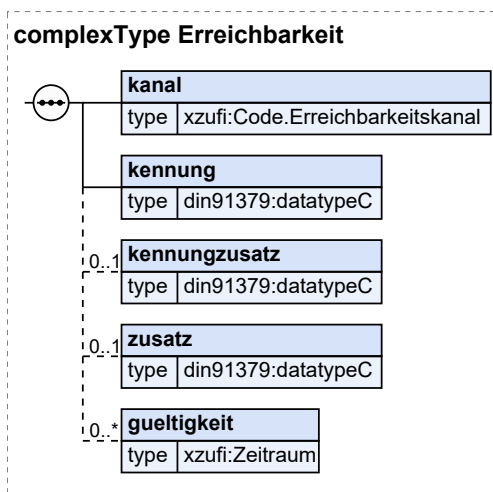 complexType Erreichbarkeit
kanal
type xzufi:Code.Erreichbarkeitskanal
kennung
type din91379:datatypeC
0..1 kennungzusatz
type din91379:datatypeC
0..1 zusatz
type din91379:datatypeC
0..* gueltigkeit
type xzufi:Zeitraum